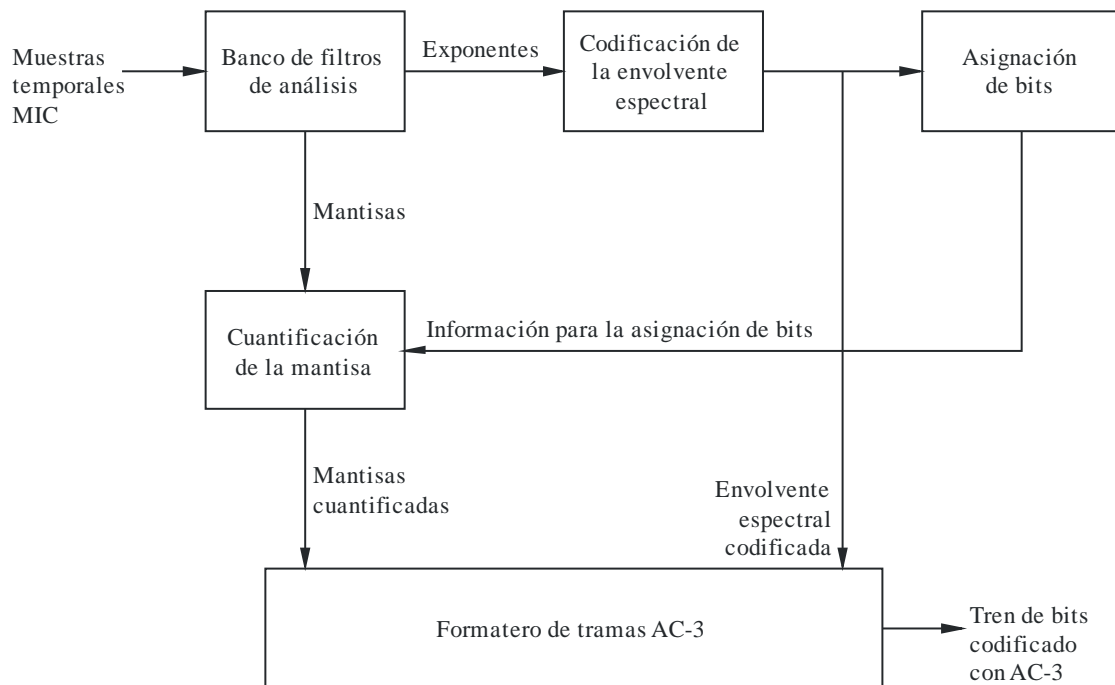 Muestras
temporales
MIC
Banco de filtros
de análisis
Exponentes
Codificación de
la envolvente
espectral
Asignación
de bits
Mantisas
Cuantificación
de la mantisa
Información para la asignación de bits
Mantisas
cuantificadas
Envolvente
espectral
codificada
Formatero de tramas AC-3
Tren de bits
codificado
con AC-3